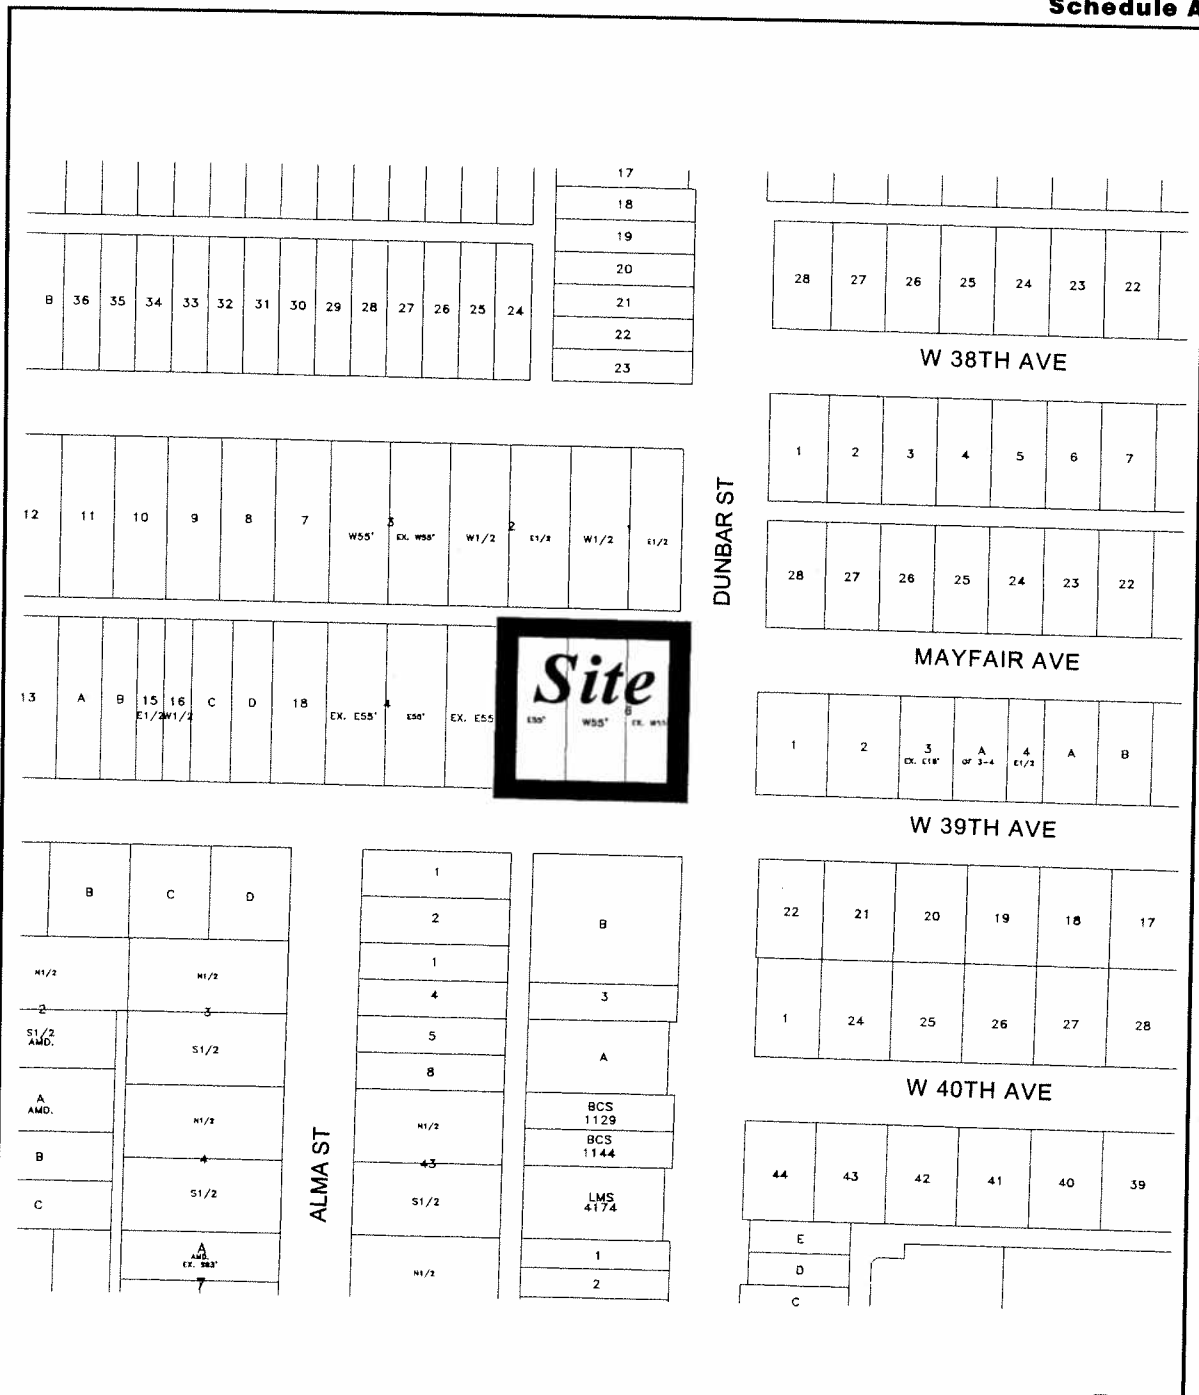 Schedule A
17
18
19
20
21
22
23
B 36 35 34 33 32 31 30 29 28 27 26 25 24
28 27 26 25 24 23 22
W 38TH AVE
1 2 3 4 5 6 7
DUNBAR ST
12 11 10 9 8 7 3 2 1
W55' EX. W55' W1/2 E1/2 W1/2 E1/2
28 27 26 25 24 23 22
MAYFAIR AVE
13 A B 15 16 C D 18 4
E1/2 W1/2
EX. E55' E55' EX. E55
Site
6
E55' W55' EX. W55
1 2 3 A 4 A B
EX. E18' OF 3-4 E1/2
W 39TH AVE
B C D
1
2
1
4
5
8
N1/2
43
S1/2
N1/2
B
3
A
BCS
1129
BCS
1144
LMS
4174
1
2
22 21 20 19 18 17
1 24 25 26 27 28
W 40TH AVE
N1/2
2
S1/2
AMD.
A
AMD.
B
C
N1/2
3
S1/2
N1/2
4
S1/2
A
AMD.
EX. S83'
7
ALMA ST
44 43 42 41 40 39
E
D
C